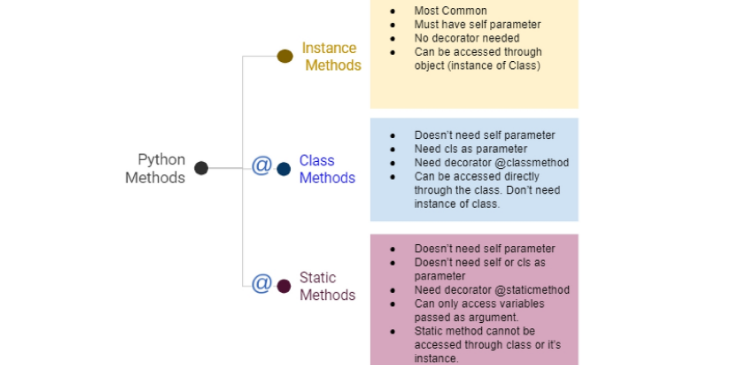 Python
Methods
Instance
Methods
• Most Common
• Must have self parameter
• No decorator needed
• Can be accessed through
object (instance of Class)
@
Class
Methods
• Doesn't need self parameter
• Need cls as parameter
• Need decorator @classmethod
• Can be accessed directly
through the class. Don't need
instance of class.
@
Static
Methods
• Doesn't need self parameter
• Doesn't need self or cls as
parameter
• Need decorator @staticmethod
• Can only access variables
passed as argument.
• Static method cannot be
accessed through class or it's
instance.